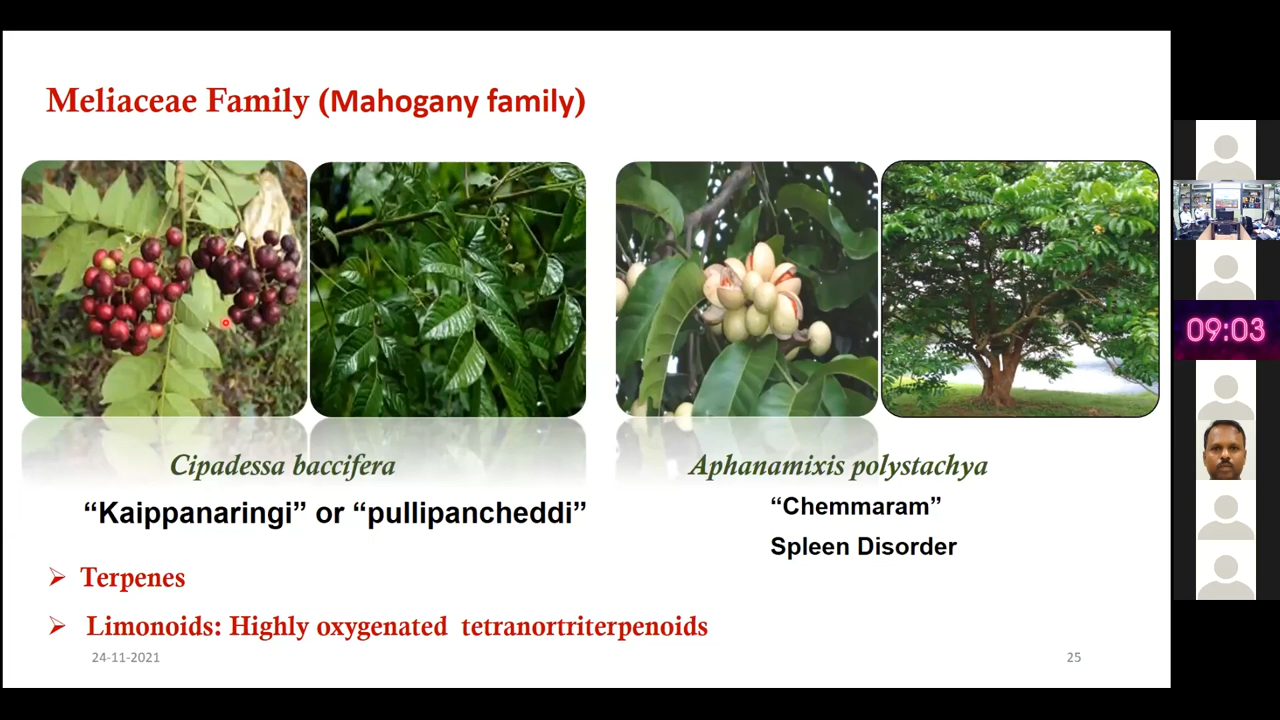 Meliaceae Family (Mahogany family)
Cipadessa baccifera
“Kaippanaringi” or “pullipancheddi”
Aphanamixis polystachya
“Chemmaram”
Spleen Disorder
Terpenes
Limonoids: Highly oxygenated tetranortriterpenoids
24-11-2021
25
09:03